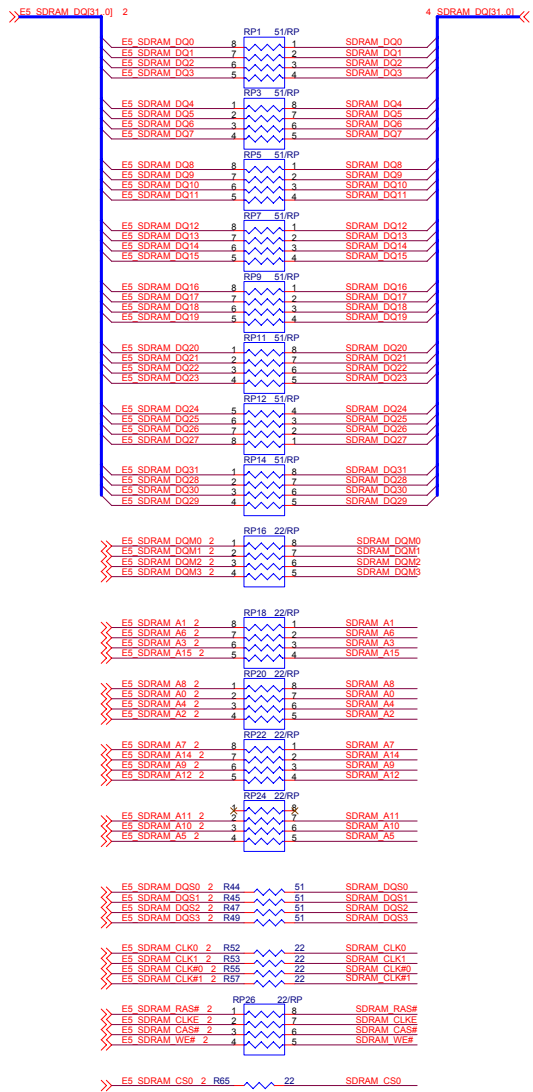 E5_SDRAM_DQ[31..0] 2 4 SDRAM_DQ[31..0]
RP1 51/RP
E5_SDRAM_DQ0 8 1 SDRAM_DQ0
E5_SDRAM_DQ1 7 2 SDRAM_DQ1
E5_SDRAM_DQ2 6 3 SDRAM_DQ2
E5_SDRAM_DQ3 5 4 SDRAM_DQ3
RP3 51/RP
E5_SDRAM_DQ4 1 8 SDRAM_DQ4
E5_SDRAM_DQ5 2 7 SDRAM_DQ5
E5_SDRAM_DQ6 3 6 SDRAM_DQ6
E5_SDRAM_DQ7 4 5 SDRAM_DQ7
RP5 51/RP
E5_SDRAM_DQ8 8 1 SDRAM_DQ8
E5_SDRAM_DQ9 7 2 SDRAM_DQ9
E5_SDRAM_DQ10 6 3 SDRAM_DQ10
E5_SDRAM_DQ11 5 4 SDRAM_DQ11
RP7 51/RP
E5_SDRAM_DQ12 8 1 SDRAM_DQ12
E5_SDRAM_DQ13 7 2 SDRAM_DQ13
E5_SDRAM_DQ14 6 3 SDRAM_DQ14
E5_SDRAM_DQ15 5 4 SDRAM_DQ15
RP9 51/RP
E5_SDRAM_DQ16 8 1 SDRAM_DQ16
E5_SDRAM_DQ17 7 2 SDRAM_DQ17
E5_SDRAM_DQ18 6 3 SDRAM_DQ18
E5_SDRAM_DQ19 5 4 SDRAM_DQ19
RP11 51/RP
E5_SDRAM_DQ20 1 8 SDRAM_DQ20
E5_SDRAM_DQ21 2 7 SDRAM_DQ21
E5_SDRAM_DQ22 3 6 SDRAM_DQ22
E5_SDRAM_DQ23 4 5 SDRAM_DQ23
RP12 51/RP
E5_SDRAM_DQ24 5 4 SDRAM_DQ24
E5_SDRAM_DQ25 6 3 SDRAM_DQ25
E5_SDRAM_DQ26 7 2 SDRAM_DQ26
E5_SDRAM_DQ27 8 1 SDRAM_DQ27
RP14 51/RP
E5_SDRAM_DQ31 1 8 SDRAM_DQ31
E5_SDRAM_DQ28 2 7 SDRAM_DQ28
E5_SDRAM_DQ30 3 6 SDRAM_DQ30
E5_SDRAM_DQ29 4 5 SDRAM_DQ29
RP16 22/RP
E5_SDRAM_DQM0 2 1 8 SDRAM_DQM0
E5_SDRAM_DQM1 2 2 7 SDRAM_DQM1
E5_SDRAM_DQM2 2 3 6 SDRAM_DQM2
E5_SDRAM_DQM3 2 4 5 SDRAM_DQM3
RP18 22/RP
E5_SDRAM_A1 2 8 1 SDRAM_A1
E5_SDRAM_A6 2 7 2 SDRAM_A6
E5_SDRAM_A3 2 6 3 SDRAM_A3
E5_SDRAM_A15 2 5 4 SDRAM_A15
RP20 22/RP
E5_SDRAM_A8 2 1 8 SDRAM_A8
E5_SDRAM_A0 2 2 7 SDRAM_A0
E5_SDRAM_A4 2 3 6 SDRAM_A4
E5_SDRAM_A2 2 4 5 SDRAM_A2
RP22 22/RP
E5_SDRAM_A7 2 8 1 SDRAM_A7
E5_SDRAM_A14 2 7 2 SDRAM_A14
E5_SDRAM_A9 2 6 3 SDRAM_A9
E5_SDRAM_A12 2 5 4 SDRAM_A12
RP24 22/RP
1 8
E5_SDRAM_A11 2 2 7 SDRAM_A11
E5_SDRAM_A10 2 3 6 SDRAM_A10
E5_SDRAM_A5 2 4 5 SDRAM_A5
E5_SDRAM_DQS0 2 R44 51 SDRAM_DQS0
E5_SDRAM_DQS1 2 R45 51 SDRAM_DQS1
E5_SDRAM_DQS2 2 R47 51 SDRAM_DQS2
E5_SDRAM_DQS3 2 R49 51 SDRAM_DQS3
E5_SDRAM_CLK0 2 R52 22 SDRAM_CLK0
E5_SDRAM_CLK1 2 R53 22 SDRAM_CLK1
E5_SDRAM_CLK#0 2 R55 22 SDRAM_CLK#0
E5_SDRAM_CLK#1 2 R57 22 SDRAM_CLK#1
RP26 22/RP
E5_SDRAM_RAS# 2 1 8 SDRAM_RAS#
E5_SDRAM_CLKE 2 2 7 SDRAM_CLKE
E5_SDRAM_CAS# 2 3 6 SDRAM_CAS#
E5_SDRAM_WE# 2 4 5 SDRAM_WE#
E5_SDRAM_CS0 2 R65 22 SDRAM_CS0